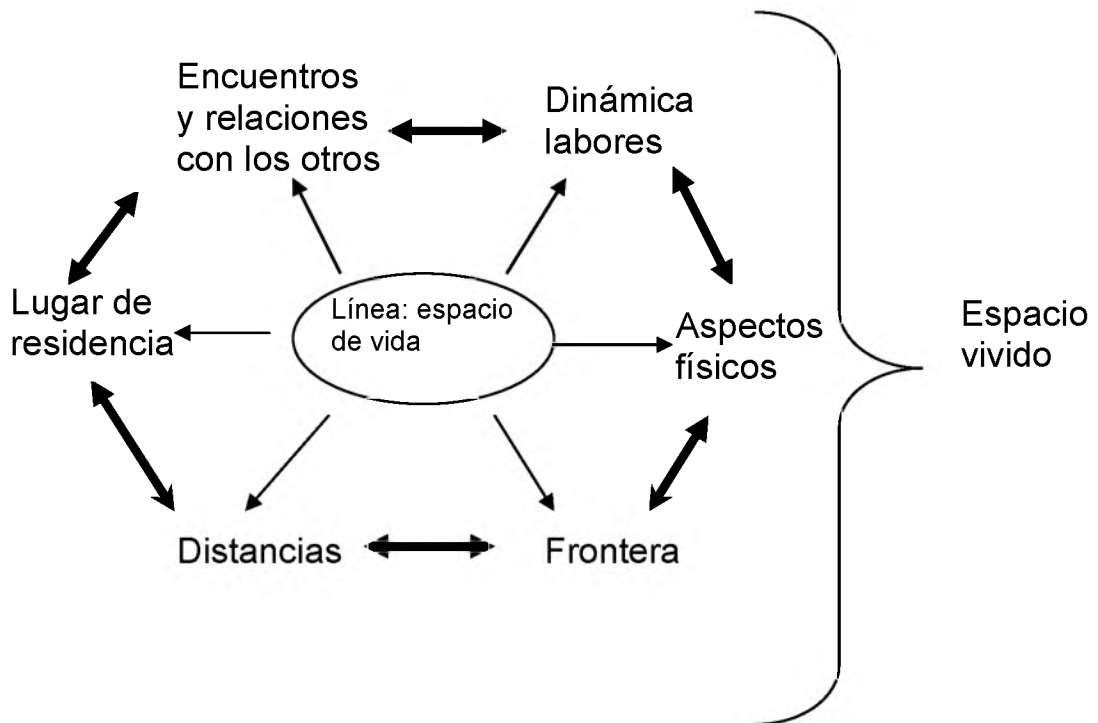 Encuentros
y relaciones
con los otros
Dinámica
labores
Lugar de
residencia
Línea: espacio
de vida
Aspectos
físicos
Espacio
vivido
Distancias
Frontera